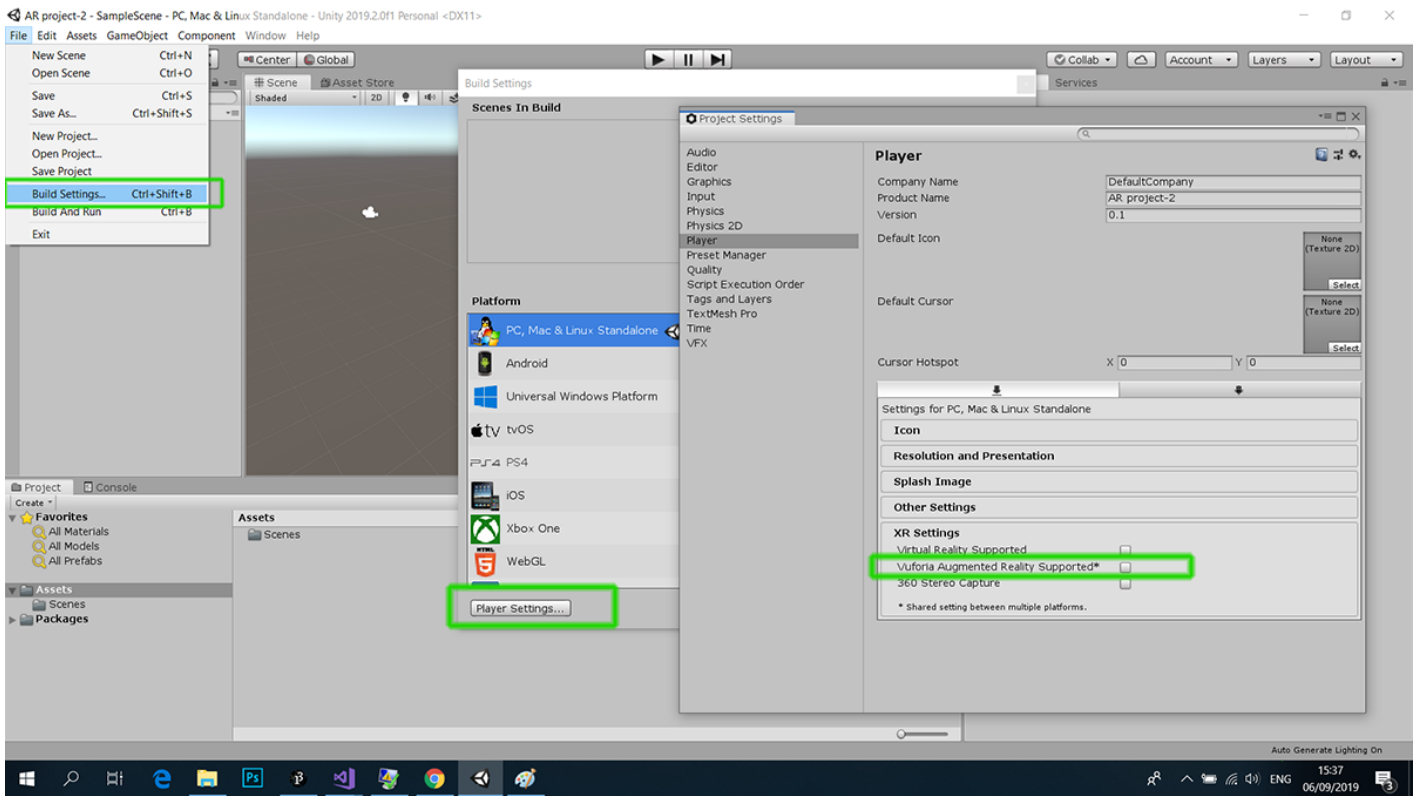 AR project-2 - SampleScene - PC, Mac & Linux Standalone - Unity 2019.2.0f1 Personal <DX11>
File Edit Assets GameObject Component Window Help
New Scene Ctrl+N
Open Scene Ctrl+O
Save Ctrl+S
Save As... Ctrl+Shift+S
New Project...
Open Project...
Save Project
Build Settings... Ctrl+Shift+B
Build And Run Ctrl+B
Exit
Center Global
Collab Account Layers Layout
Scene Asset Store
Services
Shaded 2D
Build Settings
Scenes In Build
Platform
PC, Mac & Linux Standalone
Android
Universal Windows Platform
tv tvOS
PS4 PS4
iOS
Xbox One
HTML
5 WebGL
Player Settings...
Project Settings
Audio
Editor
Graphics
Input
Physics
Physics 2D
Player
Preset Manager
Quality
Script Execution Order
Tags and Layers
TextMesh Pro
Time
VFX
Player
Company Name DefaultCompany
Product Name AR project-2
Version 0.1
Default Icon
None
(Texture 2D)
Select
Default Cursor
None
(Texture 2D)
Select
Cursor Hotspot X 0 Y 0
Settings for PC, Mac & Linux Standalone
Icon
Resolution and Presentation
Splash Image
Other Settings
XR Settings
Virtual Reality Supported
Vuforia Augmented Reality Supported*
360 Stereo Capture
* Shared setting between multiple platforms.
Project Console
Create
Favorites
All Materials
All Models
All Prefabs
Assets
Scenes
Packages
Assets
Scenes
Auto Generate Lighting On
Ps
ENG
15:37
06/09/2019
3